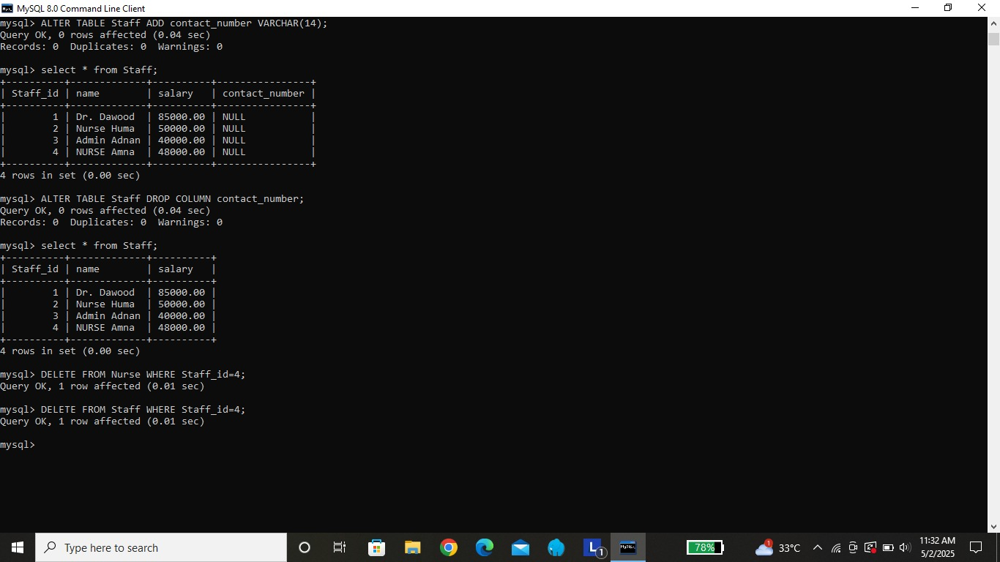 MySQL 8.0 Command Line Client
mysql> ALTER TABLE Staff ADD contact_number VARCHAR(14);
Query OK, 0 rows affected (0.04 sec)
Records: 0  Duplicates: 0  Warnings: 0

mysql> select * from Staff;
+----------+-------------+----------+----------------+
| Staff_id | name        | salary   | contact_number |
+----------+-------------+----------+----------------+
|        1 | Dr. Dawood  | 85000.00 | NULL           |
|        2 | Nurse Huma  | 50000.00 | NULL           |
|        3 | Admin Adnan | 40000.00 | NULL           |
|        4 | NURSE Amna  | 48000.00 | NULL           |
+----------+-------------+----------+----------------+
4 rows in set (0.00 sec)

mysql> ALTER TABLE Staff DROP COLUMN contact_number;
Query OK, 0 rows affected (0.04 sec)
Records: 0  Duplicates: 0  Warnings: 0

mysql> select * from Staff;
+----------+-------------+----------+
| Staff_id | name        | salary   |
+----------+-------------+----------+
|        1 | Dr. Dawood  | 85000.00 |
|        2 | Nurse Huma  | 50000.00 |
|        3 | Admin Adnan | 40000.00 |
|        4 | NURSE Amna  | 48000.00 |
+----------+-------------+----------+
4 rows in set (0.00 sec)

mysql> DELETE FROM Nurse WHERE Staff_id=4;
Query OK, 1 row affected (0.01 sec)

mysql> DELETE FROM Staff WHERE Staff_id=4;
Query OK, 1 row affected (0.01 sec)

mysql>
Type here to search
L 1
MySQL
78%
1
33°C
11:32 AM
5/2/2025